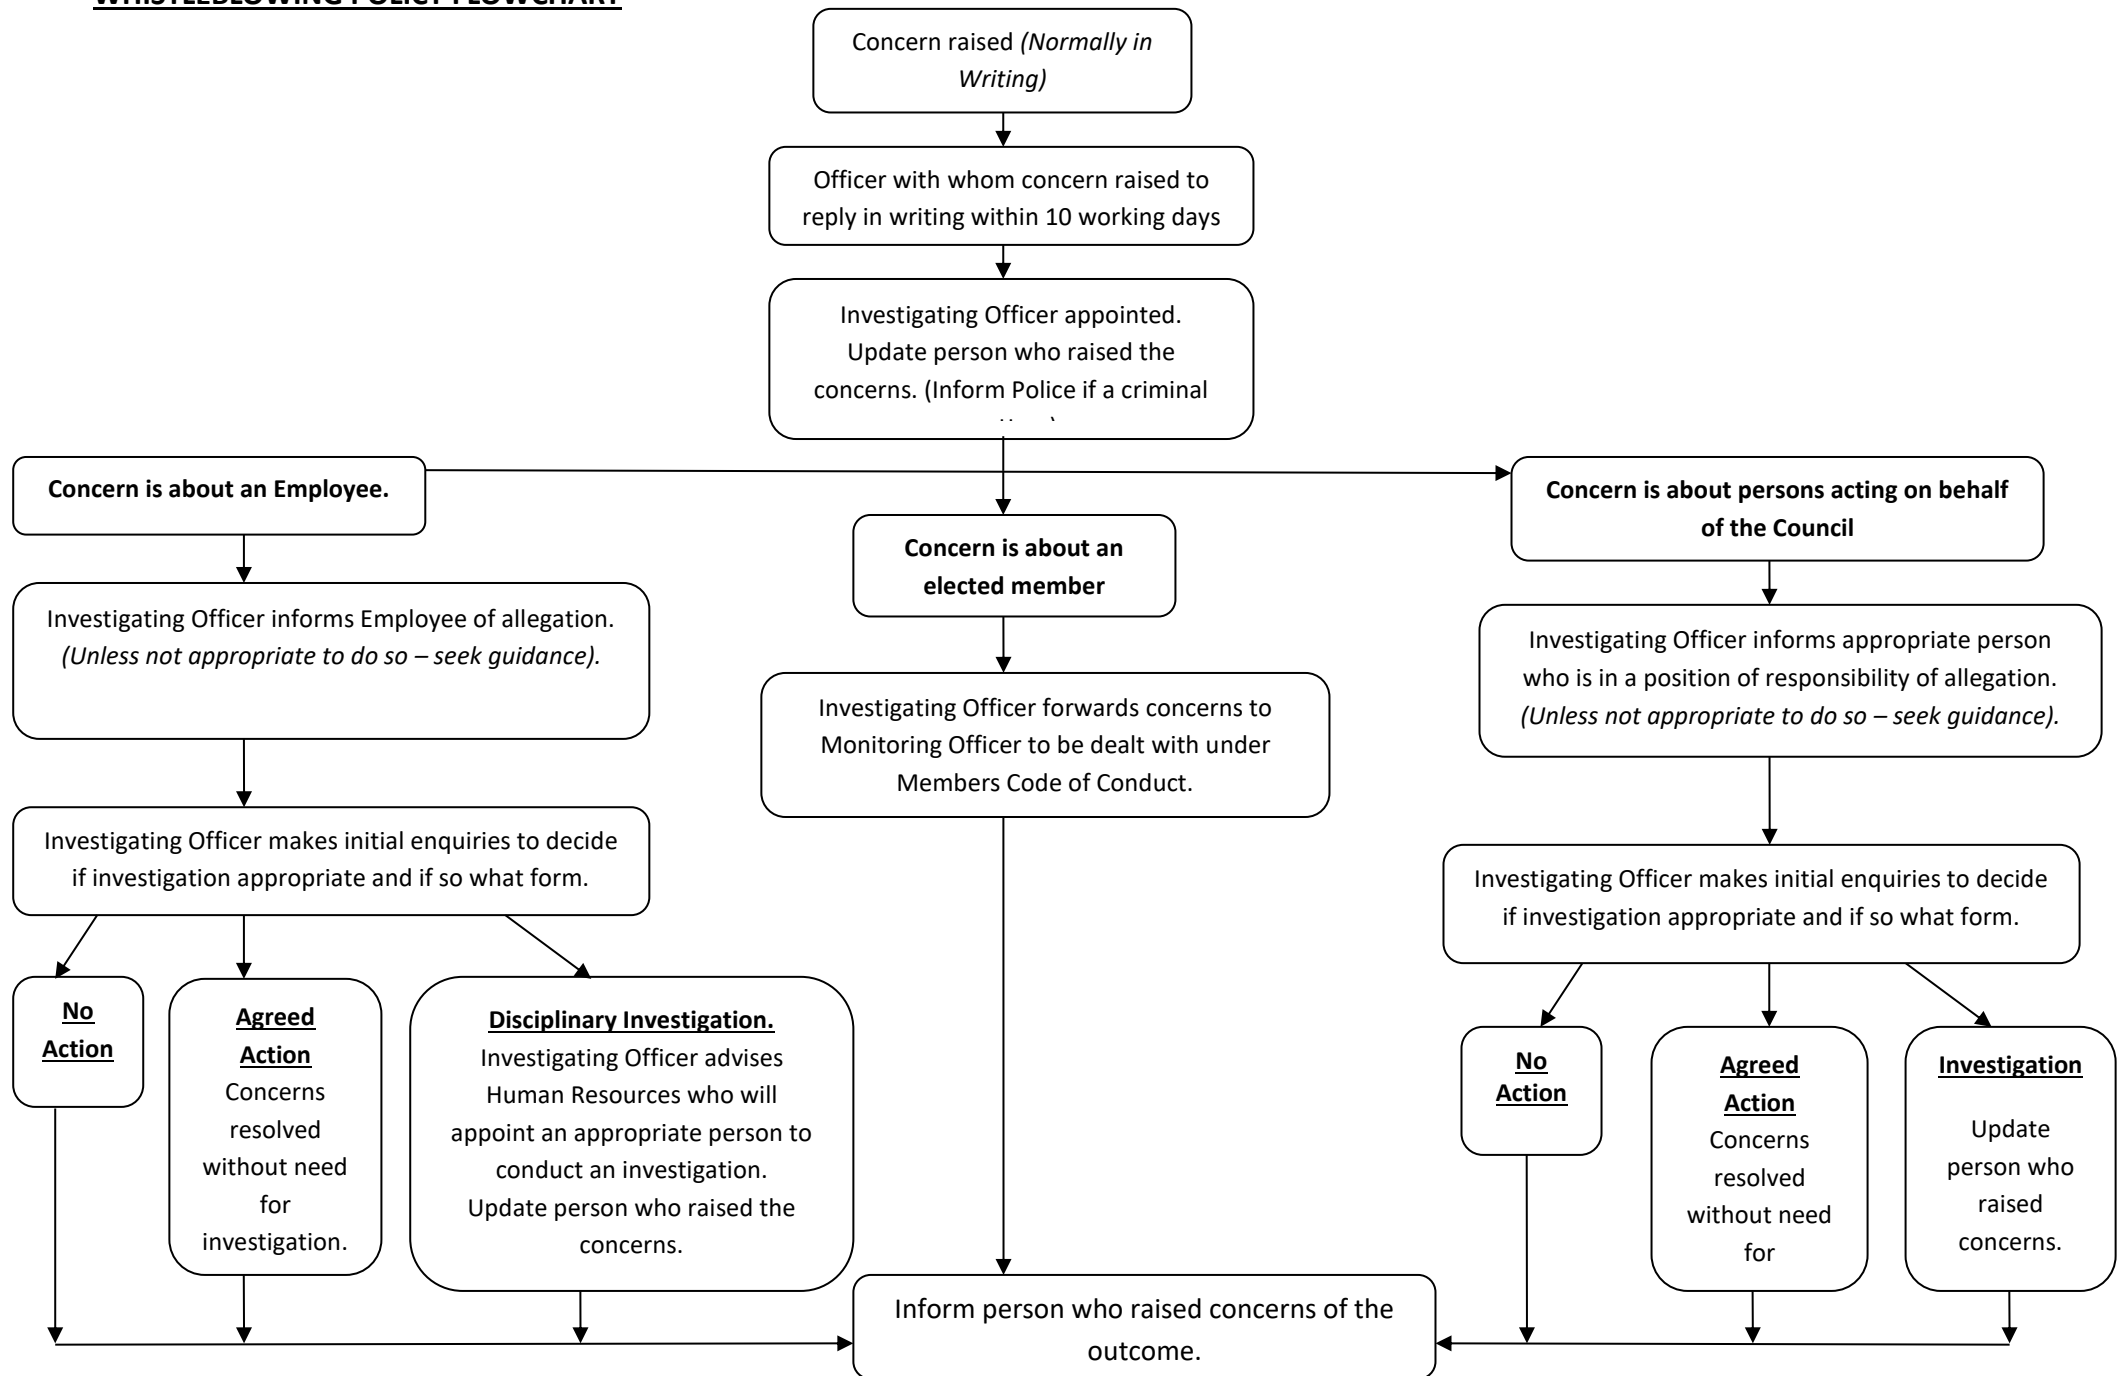 WHISTLEBLOWING POLICY FLOWCHART
Concern raised (Normally in
Writing)
Officer with whom concern raised to
reply in writing within 10 working days
Investigating Officer appointed.
Update person who raised the
concerns. (Inform Police if a criminal
Concern is about an Employee.
Concern is about an
elected member
Concern is about persons acting on behalf
of the Council
Investigating Officer informs Employee of allegation.
(Unless not appropriate to do so – seek guidance).
Investigating Officer forwards concerns to
Monitoring Officer to be dealt with under
Members Code of Conduct.
Investigating Officer informs appropriate person
who is in a position of responsibility of allegation.
(Unless not appropriate to do so – seek guidance).
Investigating Officer makes initial enquiries to decide
if investigation appropriate and if so what form.
Investigating Officer makes initial enquiries to decide
if investigation appropriate and if so what form.
No
Action
Agreed
Action
Concerns
resolved
without need
for
investigation.
Disciplinary Investigation.
Investigating Officer advises
Human Resources who will
appoint an appropriate person to
conduct an investigation.
Update person who raised the
concerns.
No
Action
Agreed
Action
Concerns
resolved
without need
for
Investigation
Update
person who
raised
concerns.
Inform person who raised concerns of the
outcome.